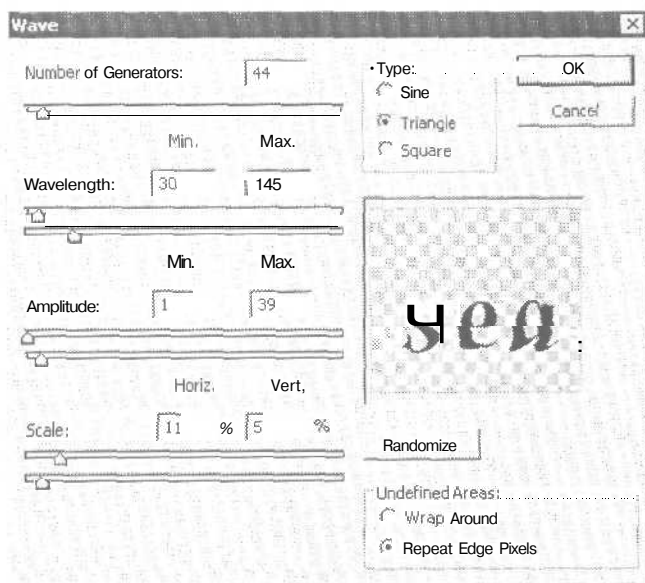 Wave
Number of Generators: 44
Min. Max.
Wavelength: 30 145
Min. Max.
Amplitude: 1 39
Horiz. Vert,
Scale: 11 % 5 %
Type:
Sine
Triangle
Square
OK
Cancel
Randomize
Undefined Areas:
Wrap Around
Repeat Edge Pixels